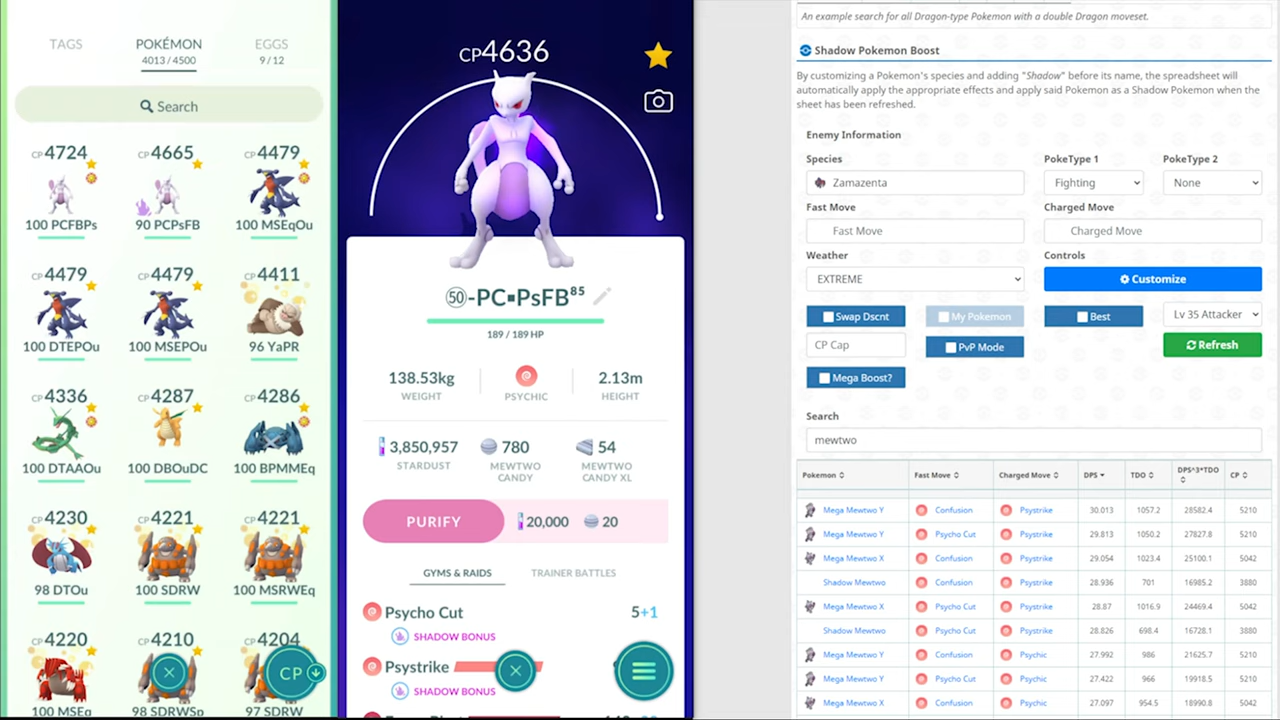 TAGS
POKÉMON
4013 / 4500
EGGS
9 / 12
Search
CP4724
CP4665
CP4479
100 PCFBPs
90 PCPsFB
100 MSEqOu
CP4479
CP4479
CP4411
100 DTEPOu
100 MSEPOu
96 YaPR
CP4336
CP4287
CP4286
100 DTAAOu
100 DBOuDC
100 BPMMEq
CP4230
CP4221
CP4221
98 DTOu
100 SDRW
100 MSRWEq
CP4220
CP4210
CP4204
100 MSEq
98 SDRWSp
97 SDRW
CP
CP4636
㊿-PC▪PsFB⁸⁵
189 / 189 HP
138.53kg
WEIGHT
PSYCHIC
2.13m
HEIGHT
3,850,957
STARDUST
780
MEWTWO
CANDY
54
MEWTWO
CANDY XL
PURIFY
20,000
20
GYMS & RAIDS
TRAINER BATTLES
Psycho Cut
5+1
SHADOW BONUS
Psystrike
SHADOW BONUS
An example search for all Dragon-type Pokemon with a double Dragon moveset.
Shadow Pokemon Boost
By customizing a Pokemon's species and adding "Shadow" before its name, the spreadsheet will
automatically apply the appropriate effects and apply said Pokemon as a Shadow Pokemon when the
sheet has been refreshed.
Enemy Information
Species
PokeType 1
PokeType 2
Zamazenta
Fighting
None
Fast Move
Charged Move
Fast Move
Charged Move
Weather
Controls
EXTREME
Customize
Swap Dscnt
My Pokemon
Best
Lv 35 Attacker
CP Cap
PvP Mode
Refresh
Mega Boost?
Search
mewtwo
Pokemon Fast Move Charged Move DPS TDO DPS^3*TDO CP
Mega Mewtwo Y Confusion Psystrike 30.013 1057.2 28582.4 5210
Mega Mewtwo Y Psycho Cut Psystrike 29.813 1050.2 27827.8 5210
Mega Mewtwo X Confusion Psystrike 29.054 1023.4 25100.1 5042
Shadow Mewtwo Confusion Psystrike 28.936 701 16985.2 3880
Mega Mewtwo X Psycho Cut Psystrike 28.87 1016.9 24469.4 5042
Shadow Mewtwo Psycho Cut Psystrike 28.826 698.4 16728.1 3880
Mega Mewtwo Y Confusion Psychic 27.992 986 21625.7 5210
Mega Mewtwo Y Psycho Cut Psychic 27.422 966 19918.5 5210
Mega Mewtwo X Confusion Psychic 27.027 954.5 18990.8 5042